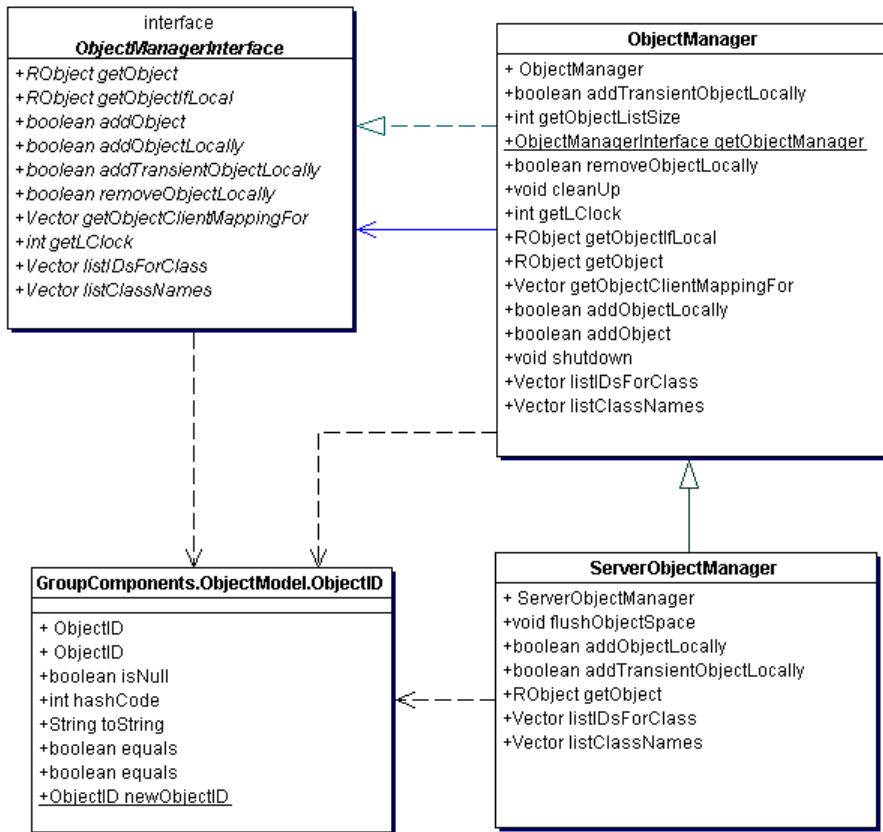 interface
ObjectManagerInterface
+RObject getObject
+RObject getObjectIfLocal
+boolean addObject
+boolean addObjectLocally
+boolean addTransientObjectLocally
+boolean removeObjectLocally
+Vector getObjectClientMappingFor
+int getLClock
+Vector listIDsForClass
+Vector listClassNames
ObjectManager
+ ObjectManager
+boolean addTransientObjectLocally
+int getObjectListSize
+ObjectManagerInterface getObjectManager
+boolean removeObjectLocally
+void cleanUp
+int getLClock
+RObject getObjectIfLocal
+RObject getObject
+Vector getObjectClientMappingFor
+boolean addObjectLocally
+boolean addObject
+void shutdown
+Vector listIDsForClass
+Vector listClassNames
GroupComponents.ObjectModel.ObjectID
+ ObjectID
+ ObjectID
+boolean isNull
+int hashCode
+String toString
+boolean equals
+boolean equals
+ObjectID newObjectID
ServerObjectManager
+ ServerObjectManager
+void flushObjectSpace
+boolean addObjectLocally
+boolean addTransientObjectLocally
+RObject getObject
+Vector listIDsForClass
+Vector listClassNames